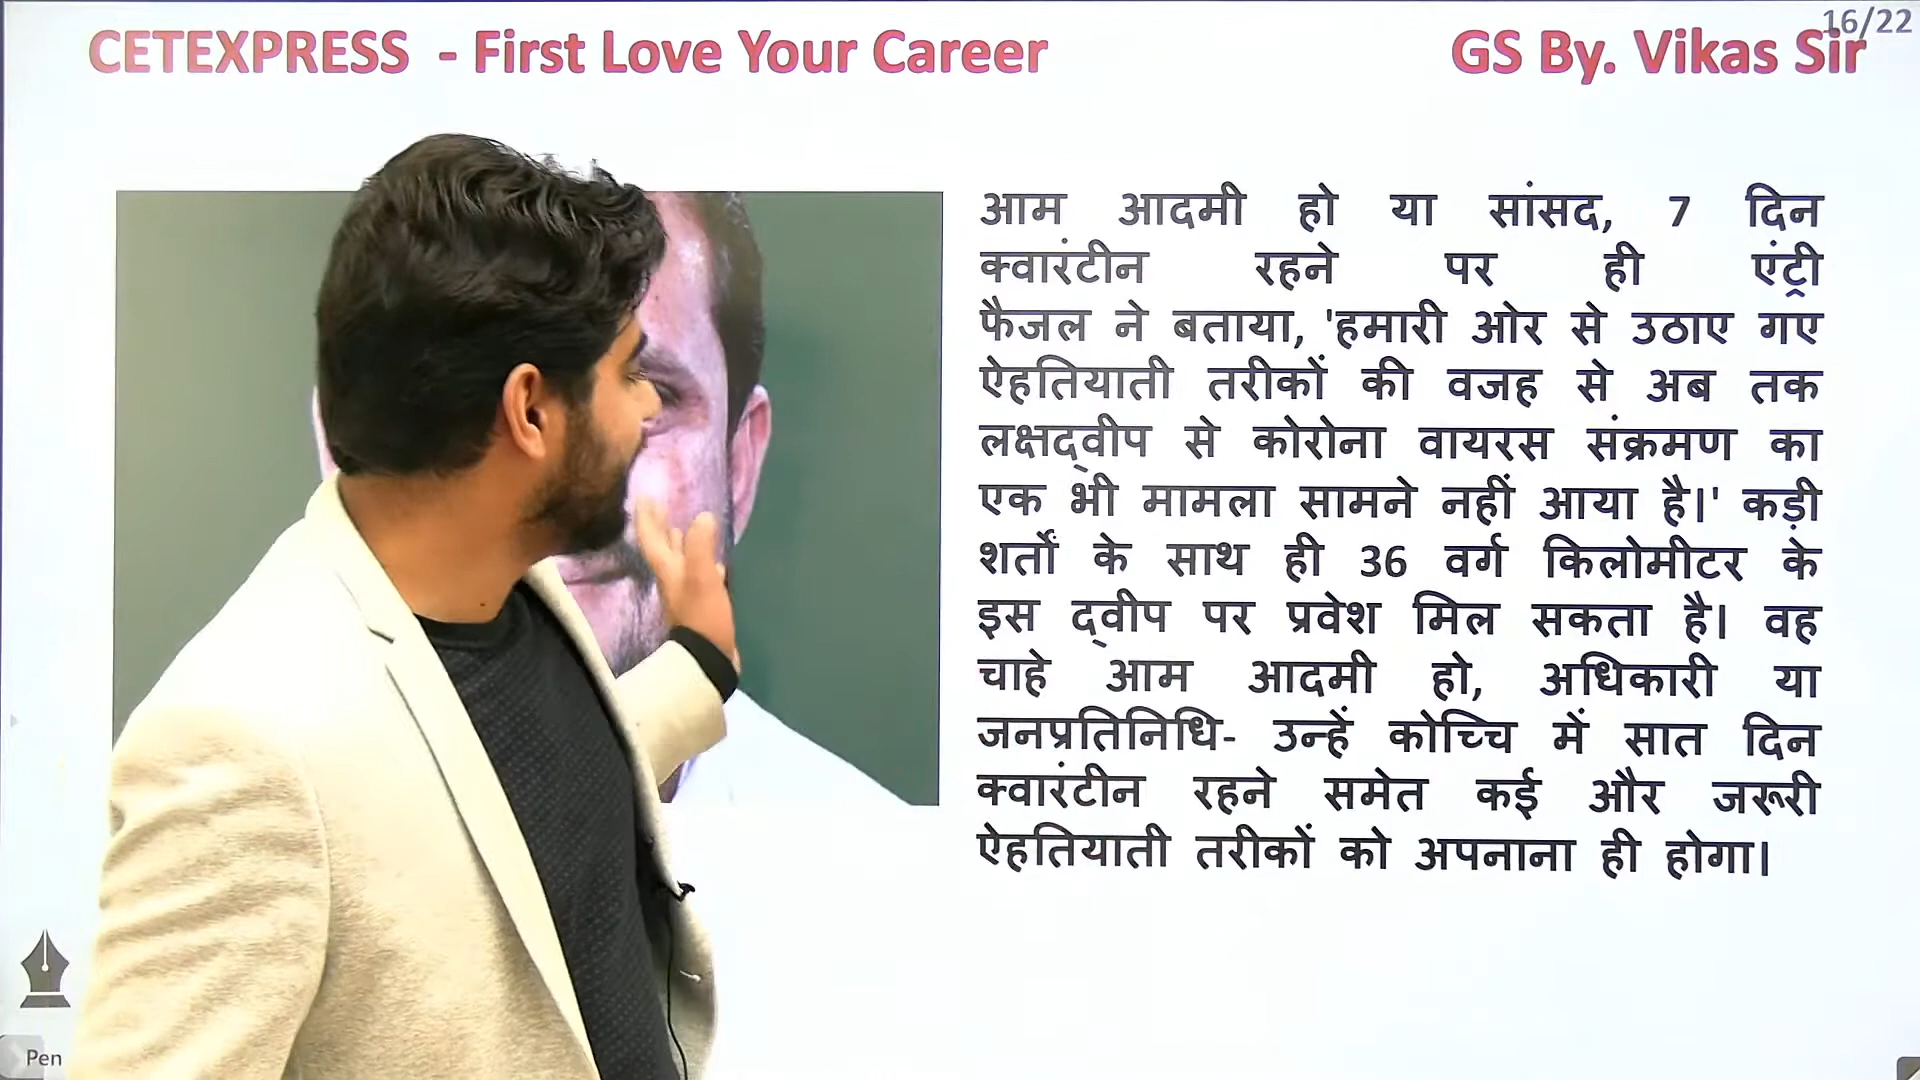 16/22
CETEXPRESS - First Love Your Career
GS By. Vikas Sir
आम आदमी हो या सांसद, 7 दिन
क्वारंटीन रहने पर ही एंट्री
फैजल ने बताया, 'हमारी ओर से उठाए गए
ऐहतियाती तरीकों की वजह से अब तक
लक्षद्वीप से कोरोना वायरस संक्रमण का
एक भी मामला सामने नहीं आया है।' कड़ी
शर्तों के साथ ही 36 वर्ग किलोमीटर के
इस द्वीप पर प्रवेश मिल सकता है। वह
चाहे आम आदमी हो, अधिकारी या
जनप्रतिनिधि- उन्हें कोच्चि में सात दिन
क्वारंटीन रहने समेत कई और जरूरी
ऐहतियाती तरीकों को अपनाना ही होगा।
Pen